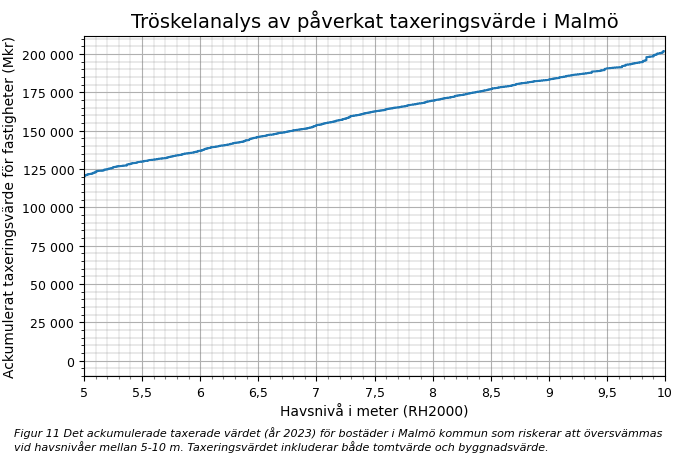 Tröskelanalys av påverkat taxeringsvärde i Malmö
Ackumulerat taxeringsvärde för fastigheter (Mkr)
200 000
175 000
150 000
125 000
100 000
75 000
50 000
25 000
0
5 5,5 6 6,5 7 7,5 8 8,5 9 9,5 10
Havsnivå i meter (RH2000)
Figur 11 Det ackumulerade taxerade värdet (år 2023) för bostäder i Malmö kommun som riskerar att översvämmas
vid havsnivåer mellan 5-10 m. Taxeringsvärdet inkluderar både tomtvärde och byggnadsvärde.